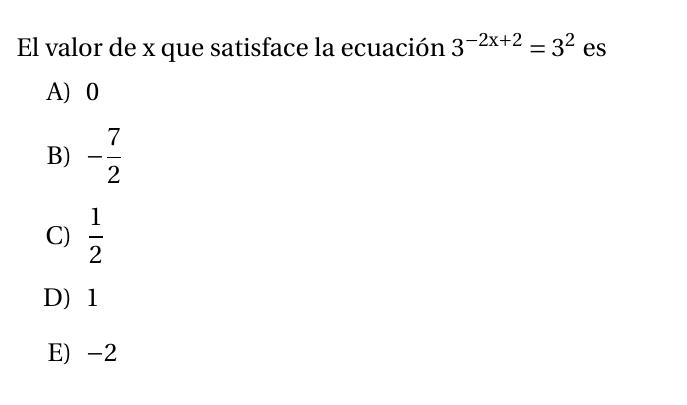 El valor de x que satisface la ecuación 3^{-2x+2} = 3^2 es
A) 0
B) -\frac{7}{2}
C) \frac{1}{2}
D) 1
E) -2